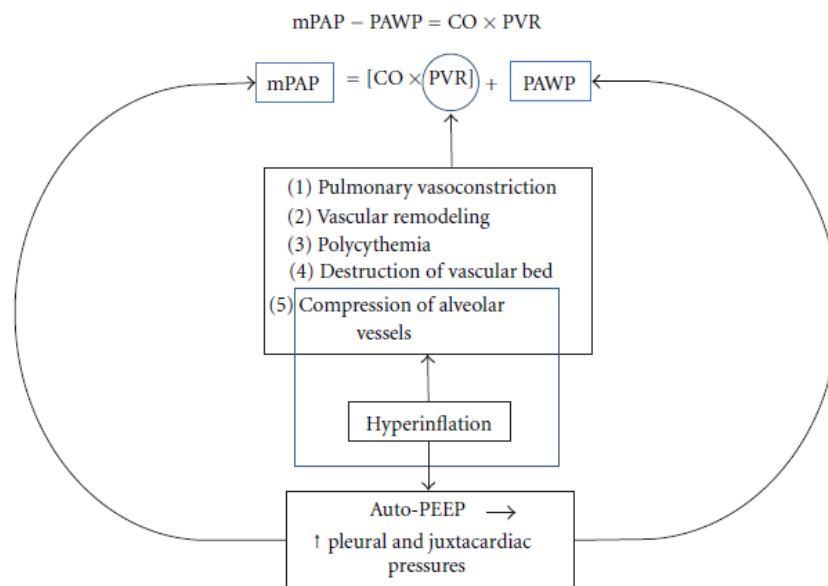 mPAP − PAWP = CO × PVR
mPAP = [CO × PVR] + PAWP
(1) Pulmonary vasoconstriction
(2) Vascular remodeling
(3) Polycythemia
(4) Destruction of vascular bed
(5) Compression of alveolar
vessels
Hyperinflation
Auto-PEEP →
↑ pleural and juxtacardiac
pressures